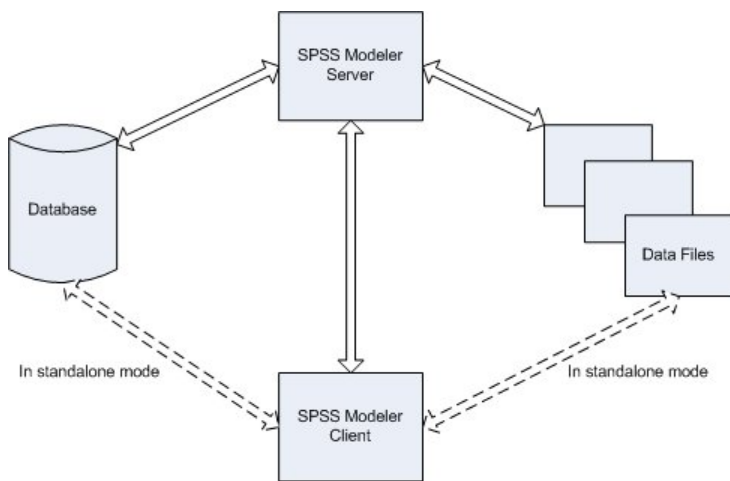 SPSS Modeler
Server
Database
Data Files
In standalone mode
In standalone mode
SPSS Modeler
Client